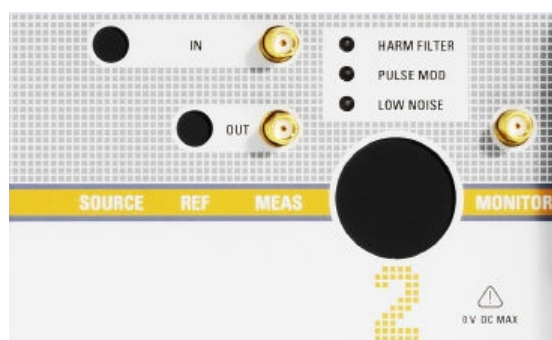 IN
HARM FILTER
PULSE MOD
LOW NOISE
OUT
SOURCE REF MEAS MONITOR
2
0 V DC MAX